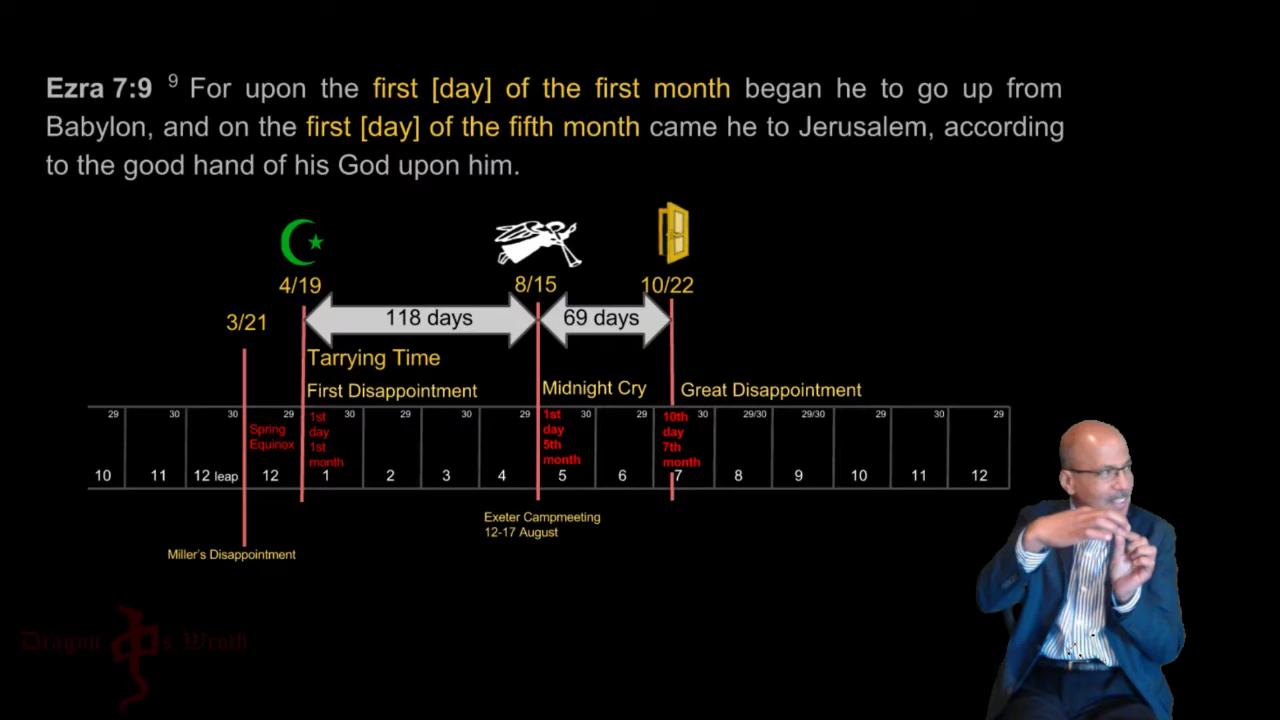 Ezra 7:9 9 For upon the first [day] of the first month began he to go up from
Babylon, and on the first [day] of the fifth month came he to Jerusalem, according
to the good hand of his God upon him.
4/19
8/15
10/22
3/21
118 days
69 days
Tarrying Time
First Disappointment
Midnight Cry
Great Disappointment
29 30 30 29 30 29 30 29 30 29 30 29/30 29/30 29 30 29
Spring
Equinox
1st
day
1st
month
1st
day
5th
month
10th
day
7th
month
10 11 12 leap 12 1 2 3 4 5 6 7 8 9 10 11 12
Exeter Campmeeting
12-17 August
Miller's Disappointment
Dragon s Wroth